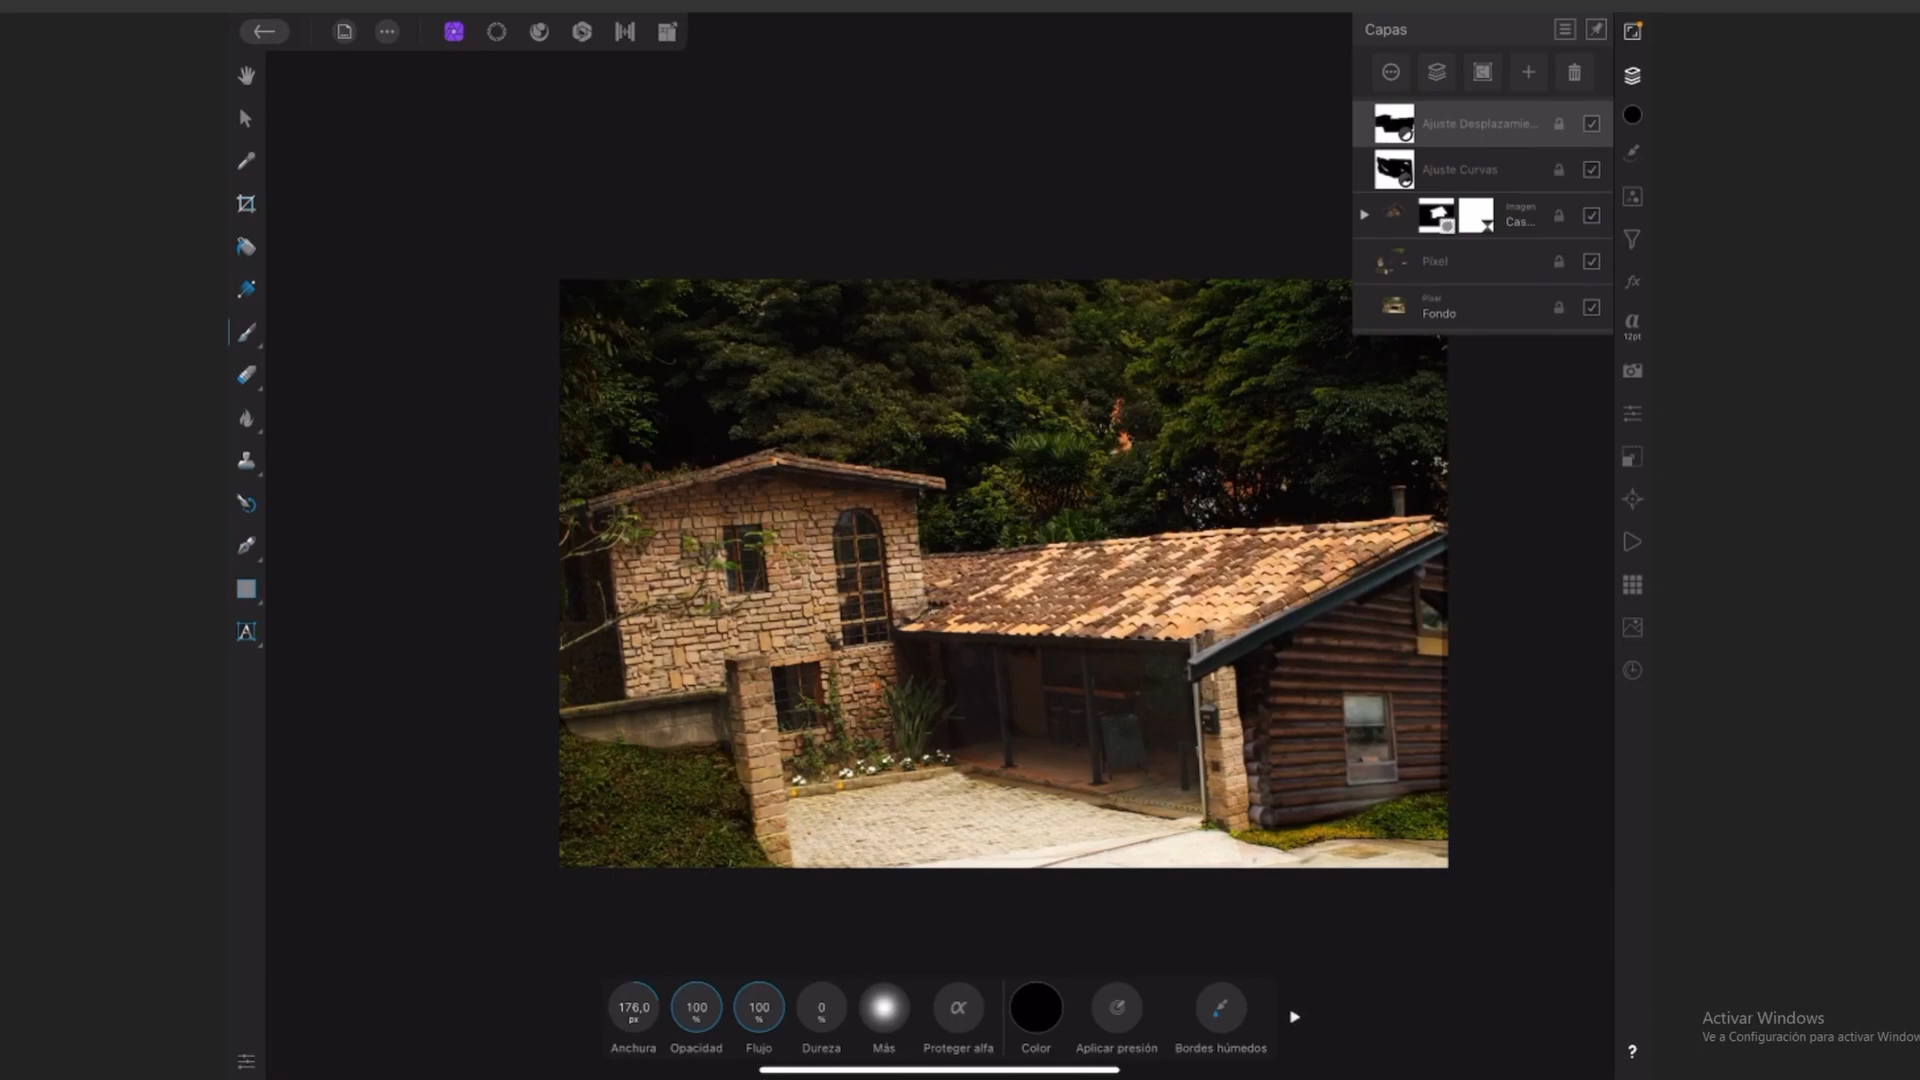 Capas
Ajuste Desplazamie...
Ajuste Curvas
Imagen
Cas...
Píxel
Píxel
Fondo
fx
a
12pt
A
176,0
px
100
%
100
%
0
%
α
Anchura
Opacidad
Flujo
Dureza
Más
Proteger alfa
Color
Aplicar presión
Bordes húmedos
?
Activar Windows
Ve a Configuración para activar Window